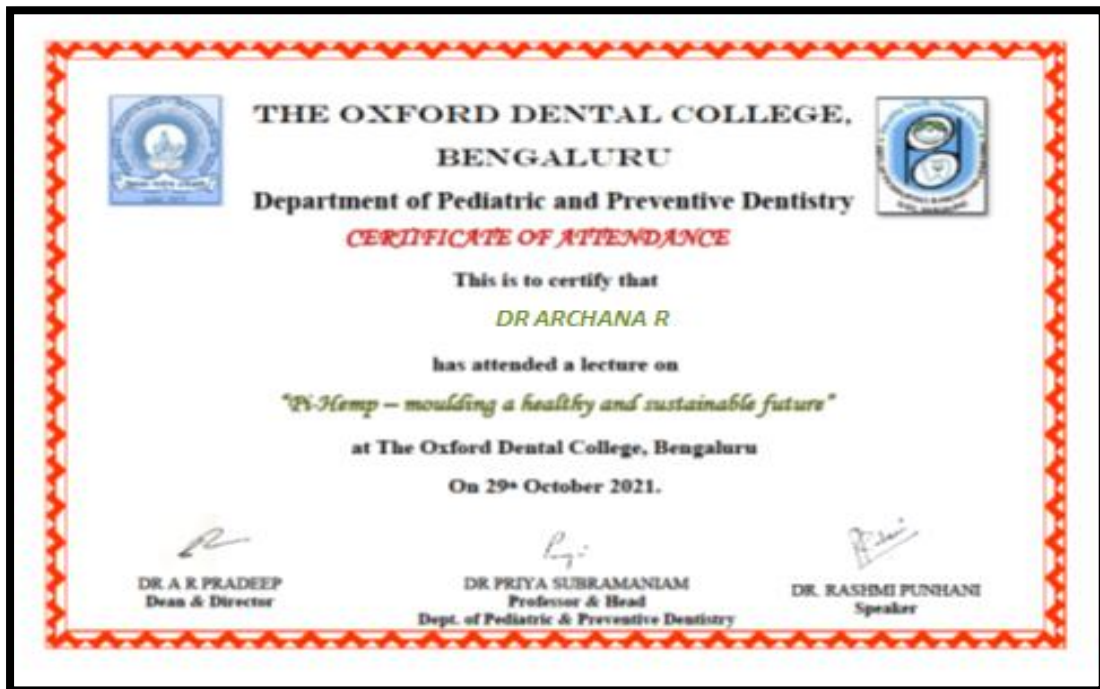 THE OXFORD DENTAL COLLEGE,
BENGALURU
Department of Pediatric and Preventive Dentistry
CERTIFICATE OF ATTENDANCE
This is to certify that
DR ARCHANA R
has attended a lecture on
"Pi-Hemp – moulding a healthy and sustainable future"
at The Oxford Dental College, Bengaluru
On 29th October 2021.
DR A R PRADEEP
Dean & Director
DR PRIYA SUBRAMANIAM
Professor & Head
Dept. of Pediatric & Preventive Dentistry
DR. RASHMI PUNHANI
Speaker